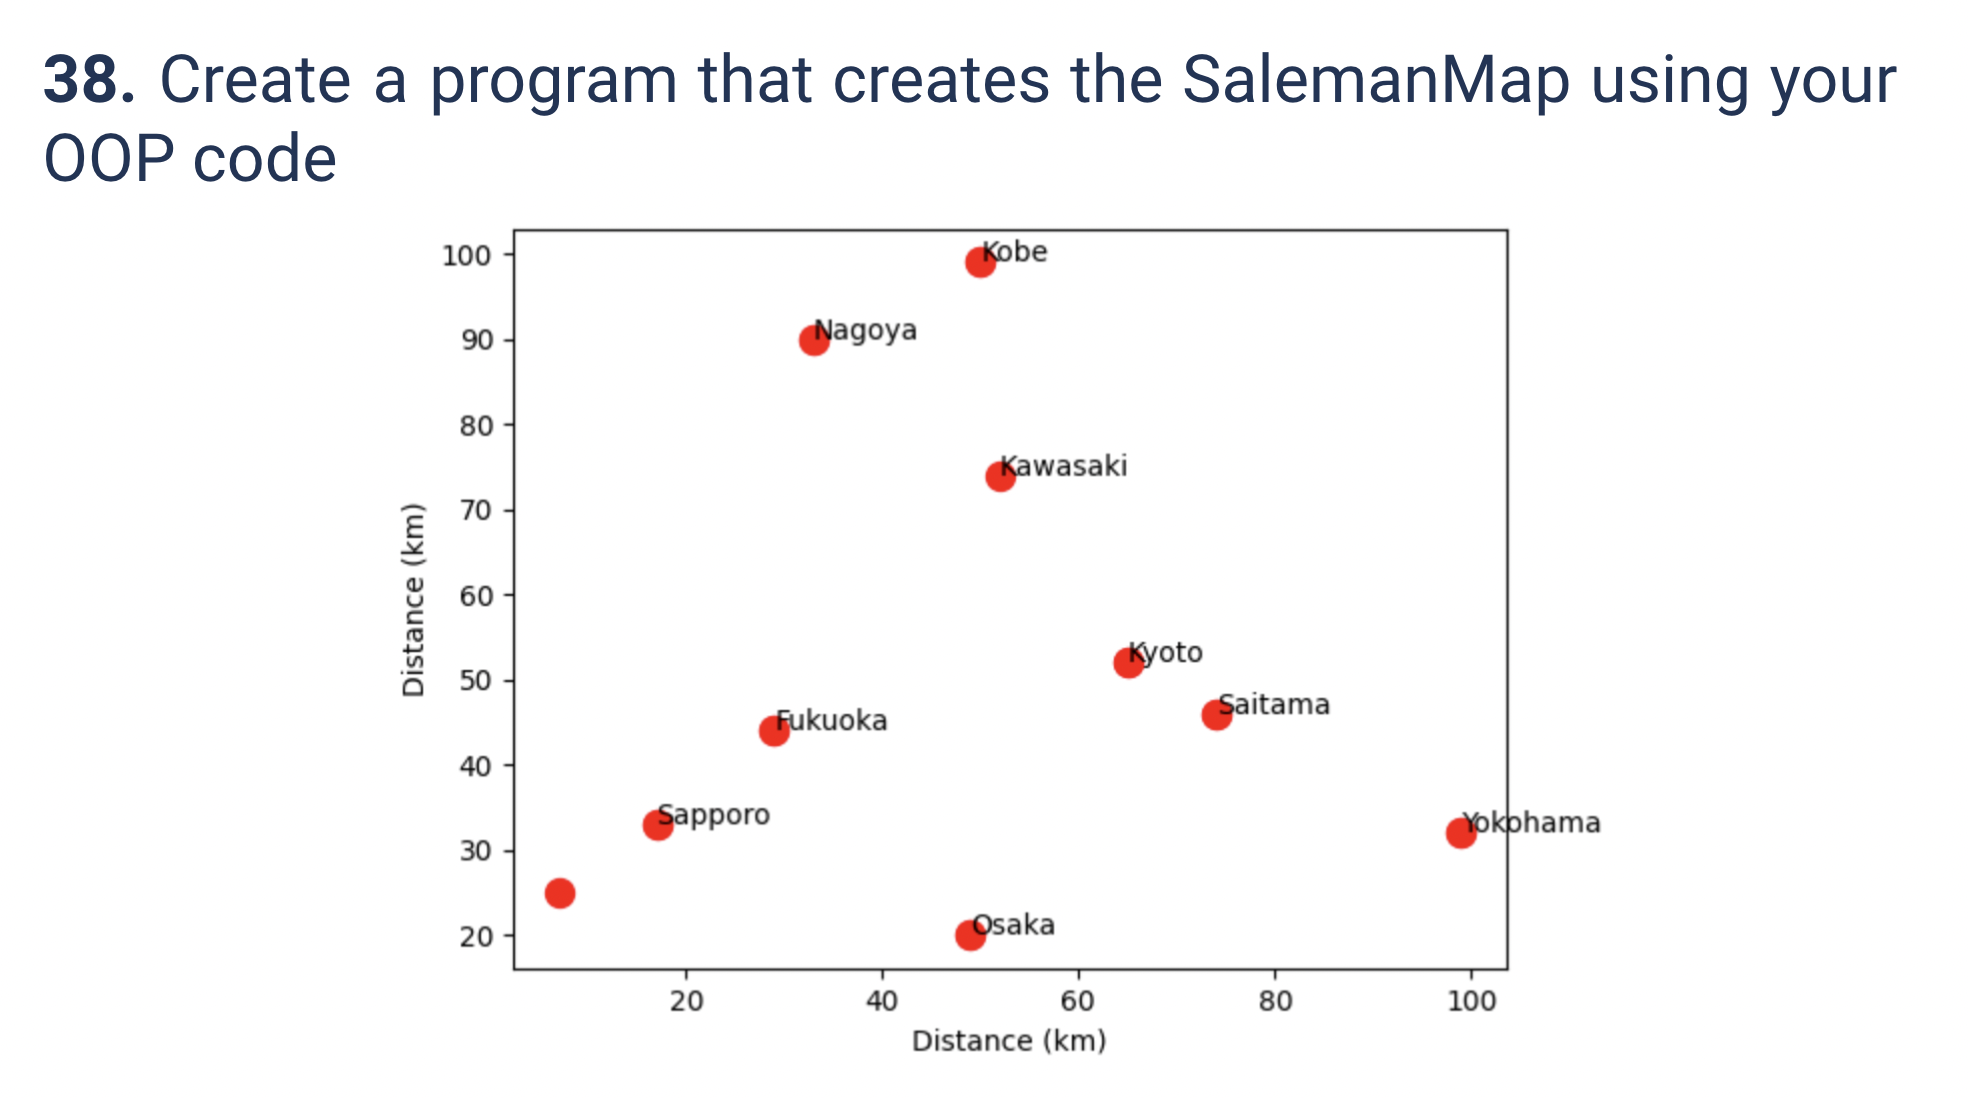 38. Create a program that creates the SalemanMap using your
OOP code
100
Kobe
90
Nagoya
80
Kawasaki
70
Distance (km)
60
Kyoto
50
Saitama
Fukuoka
40
Sapporo
Yokohama
30
Osaka
20
20 40 60 80 100
Distance (km)